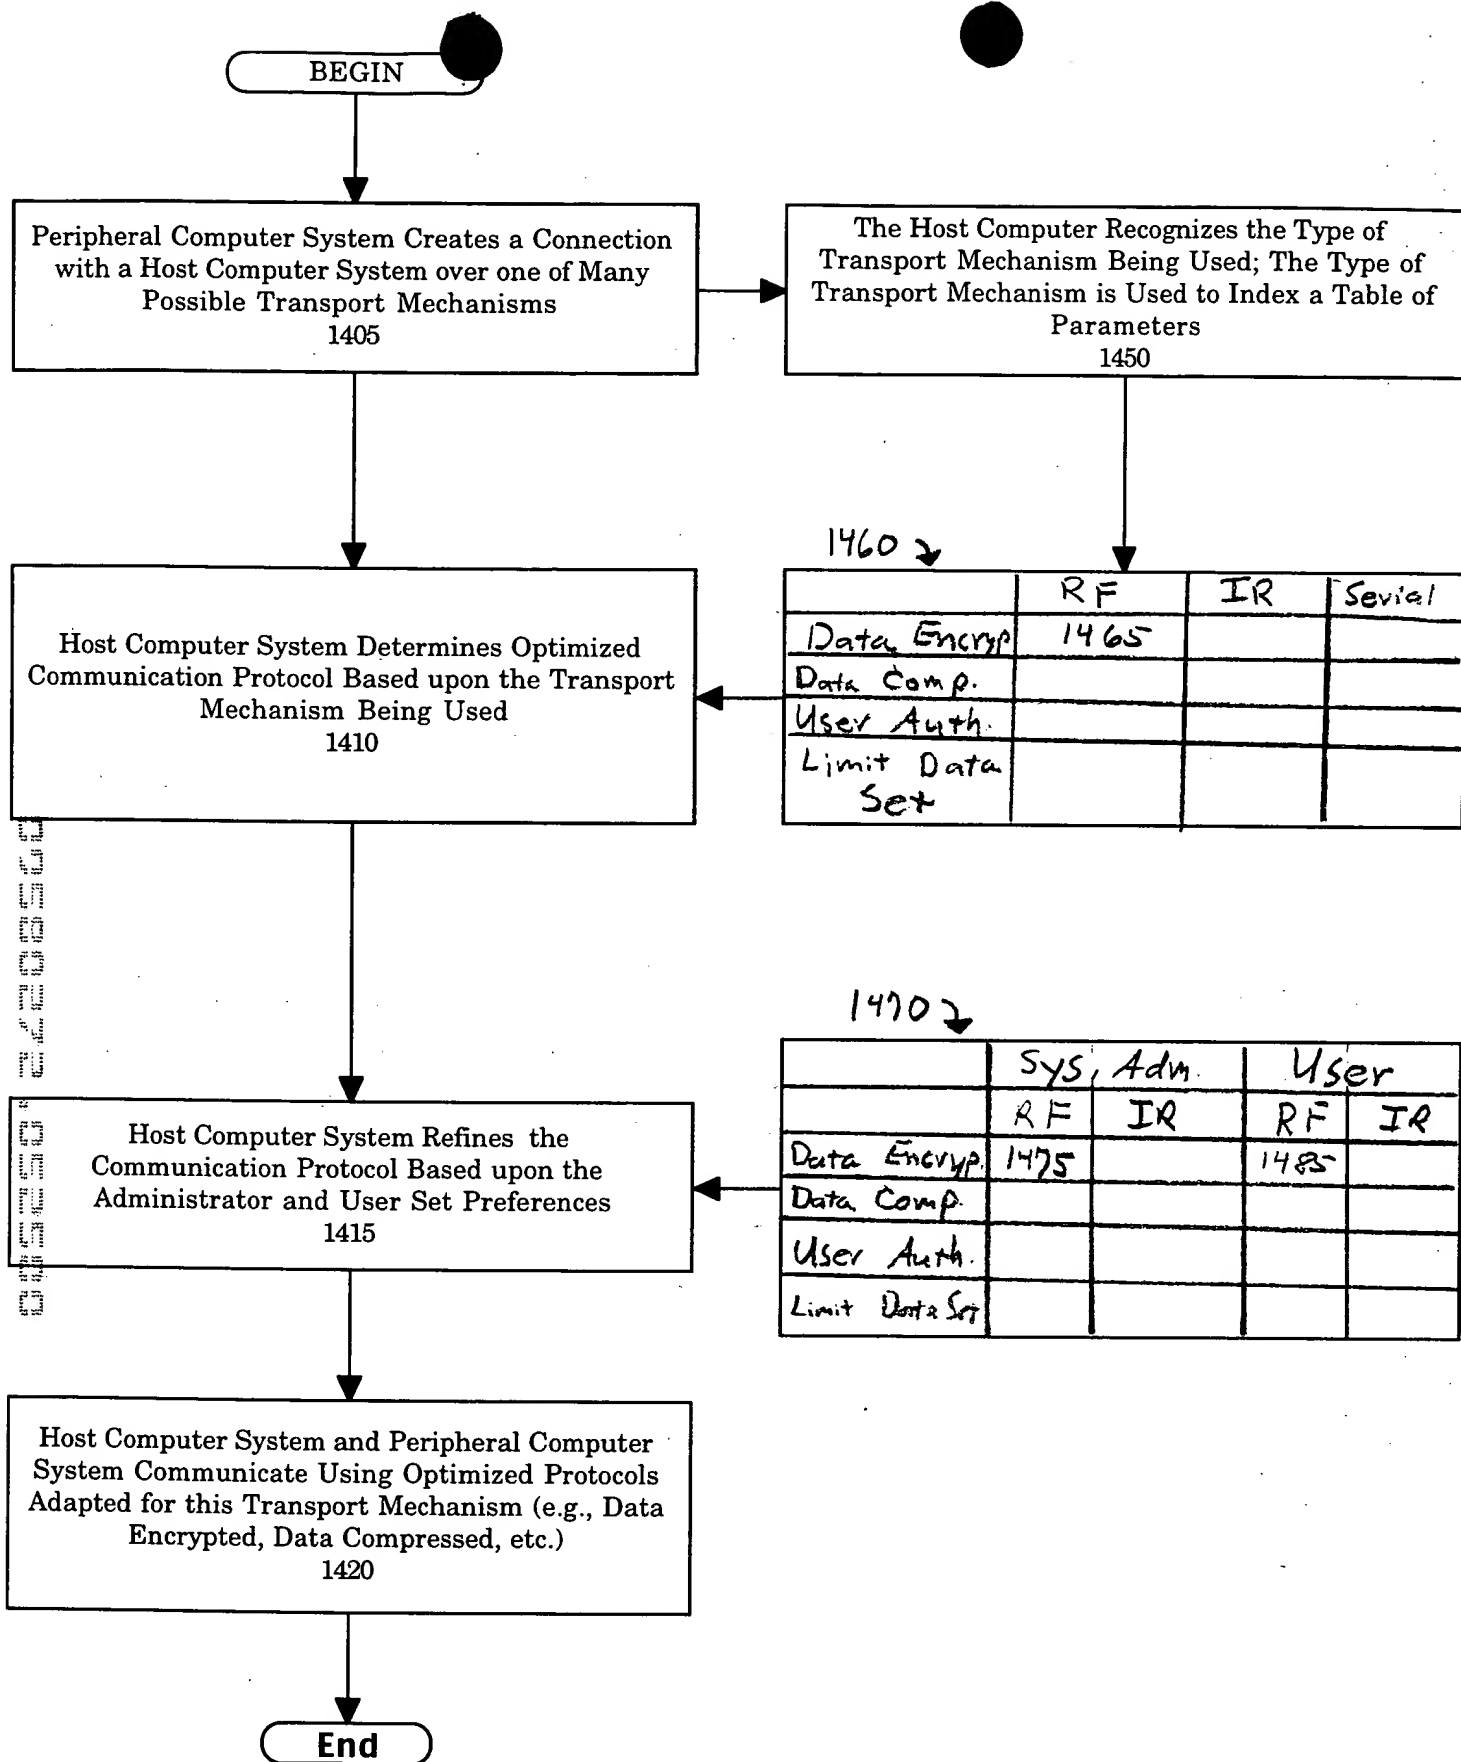 BEGIN
Peripheral Computer System Creates a Connection
with a Host Computer System over one of Many
Possible Transport Mechanisms
1405
The Host Computer Recognizes the Type of
Transport Mechanism Being Used; The Type of
Transport Mechanism is Used to Index a Table of
Parameters
1450
1460
RF IR Serial
Data Encryp 1465
Data Comp.
User Auth.
Limit Data
Set
Host Computer System Determines Optimized
Communication Protocol Based upon the Transport
Mechanism Being Used
1410
1470
Sys. Adm. User
RF IR RF IR
Data Encryp. 1475 1485
Data Comp.
User Auth.
Limit Data Set
Host Computer System Refines the
Communication Protocol Based upon the
Administrator and User Set Preferences
1415
Host Computer System and Peripheral Computer
System Communicate Using Optimized Protocols
Adapted for this Transport Mechanism (e.g., Data
Encrypted, Data Compressed, etc.)
1420
End